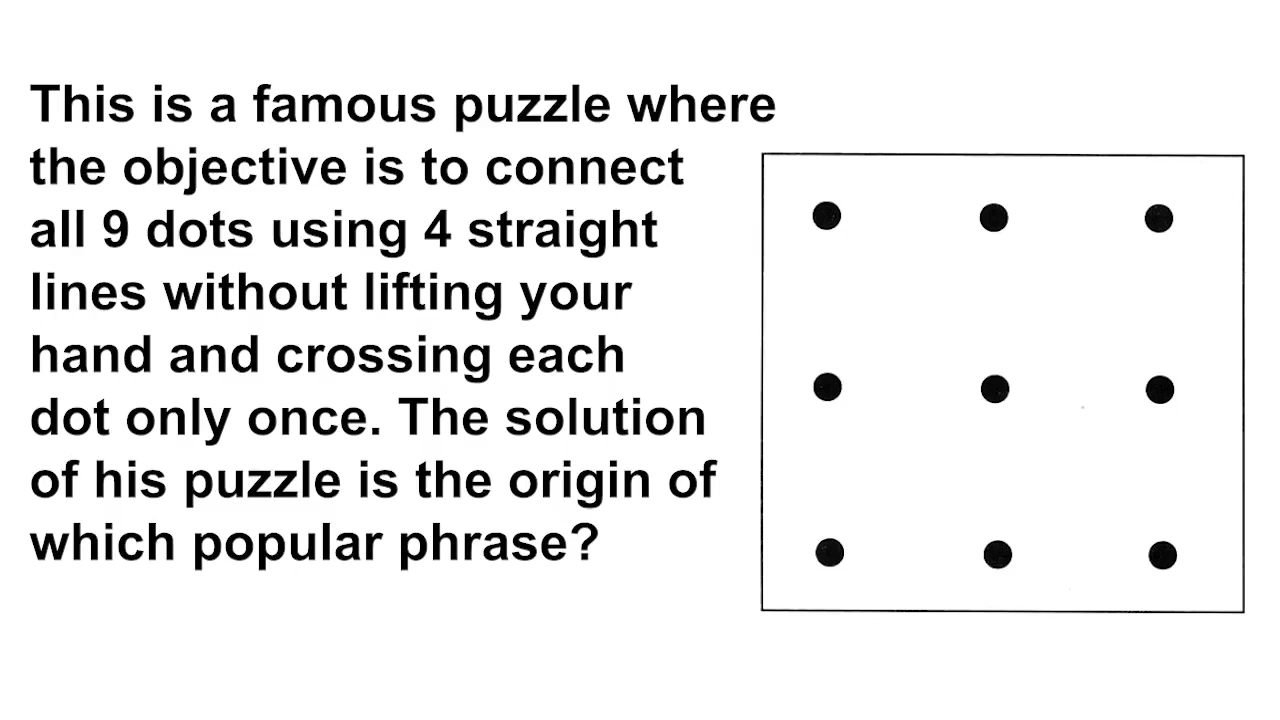 This is a famous puzzle where
the objective is to connect
all 9 dots using 4 straight
lines without lifting your
hand and crossing each
dot only once. The solution
of his puzzle is the origin of
which popular phrase?